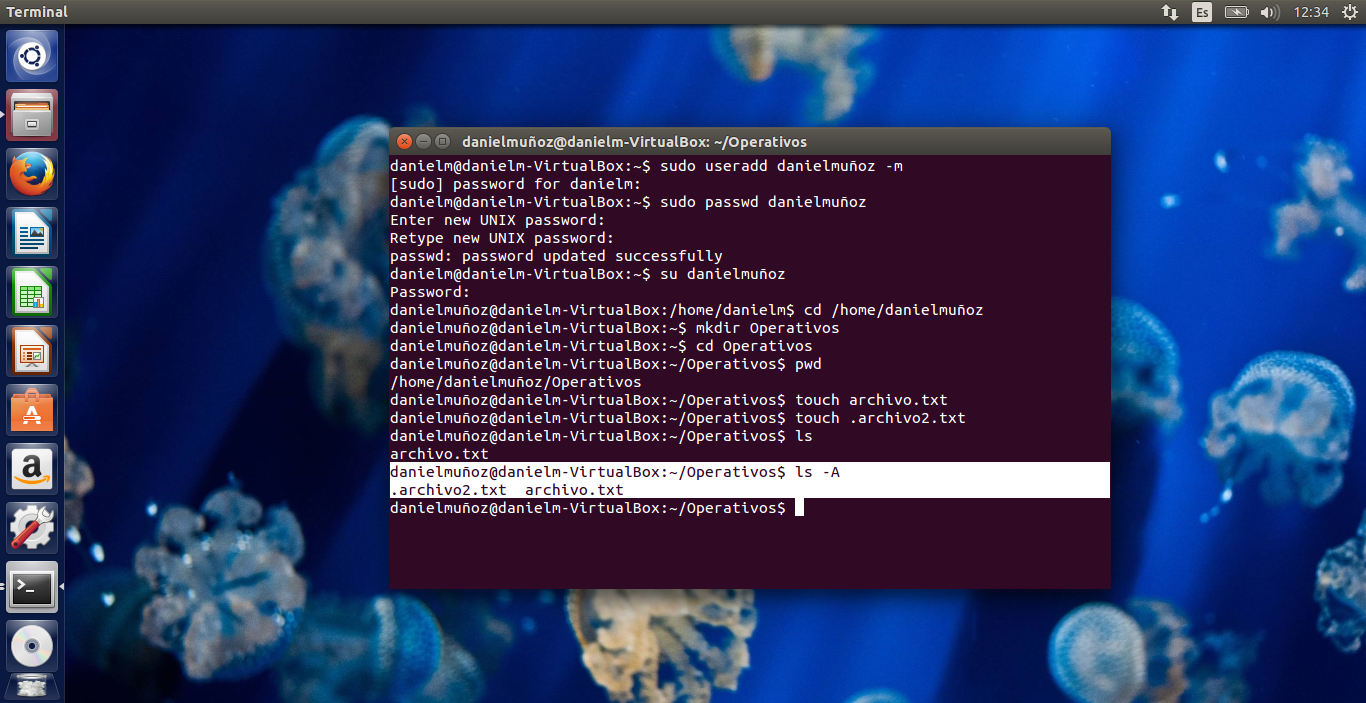 Terminal
Es
12:34
danielmuñoz@danielm-VirtualBox: ~/Operativos
danielm@danielm-VirtualBox:~$ sudo useradd danielmuñoz -m
[sudo] password for danielm:
danielm@danielm-VirtualBox:~$ sudo passwd danielmuñoz
Enter new UNIX password:
Retype new UNIX password:
passwd: password updated successfully
danielm@danielm-VirtualBox:~$ su danielmuñoz
Password:
danielmuñoz@danielm-VirtualBox:/home/danielm$ cd /home/danielmuñoz
danielmuñoz@danielm-VirtualBox:~$ mkdir Operativos
danielmuñoz@danielm-VirtualBox:~$ cd Operativos
danielmuñoz@danielm-VirtualBox:~/Operativos$ pwd
/home/danielmuñoz/Operativos
danielmuñoz@danielm-VirtualBox:~/Operativos$ touch archivo.txt
danielmuñoz@danielm-VirtualBox:~/Operativos$ touch .archivo2.txt
danielmuñoz@danielm-VirtualBox:~/Operativos$ ls
archivo.txt
danielmuñoz@danielm-VirtualBox:~/Operativos$ ls -A
.archivo2.txt  archivo.txt
danielmuñoz@danielm-VirtualBox:~/Operativos$